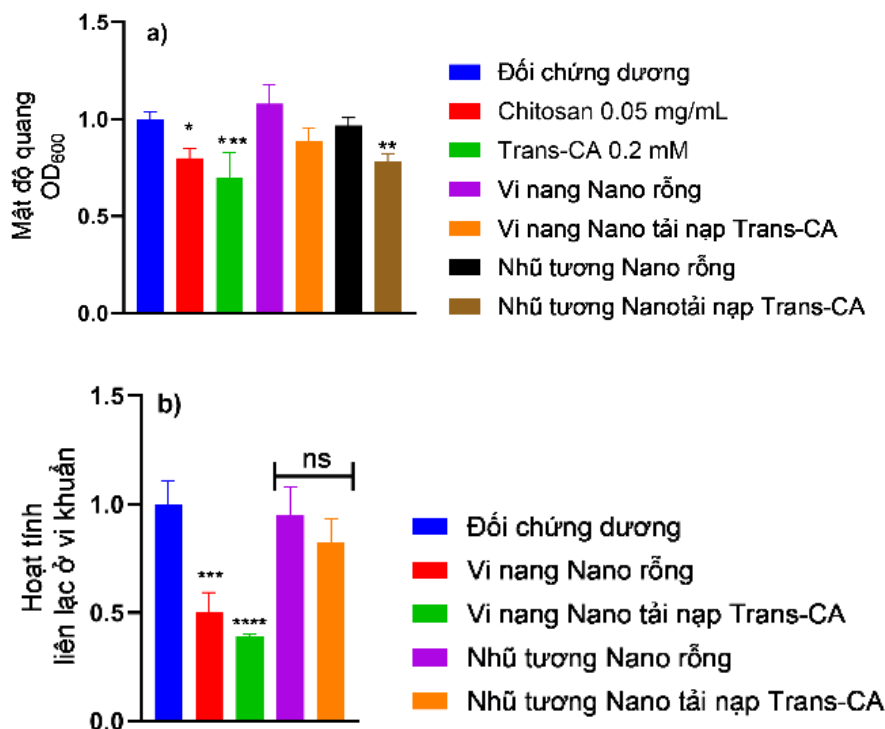 a)
Mật độ quang
OD600
1.5
1.0
0.5
0.0
*
***
**
Đối chứng dương
Chitosan 0.05 mg/mL
Trans-CA 0.2 mM
Vi nang Nano rỗng
Vi nang Nano tải nạp Trans-CA
Nhũ tương Nano rỗng
Nhũ tương Nanotải nạp Trans-CA
b)
Hoạt tính
liên lạc ở vi khuẩn
1.5
1.0
0.5
0.0
***
****
ns
Đối chứng dương
Vi nang Nano rỗng
Vi nang Nano tải nạp Trans-CA
Nhũ tương Nano rỗng
Nhũ tương Nano tải nạp Trans-CA